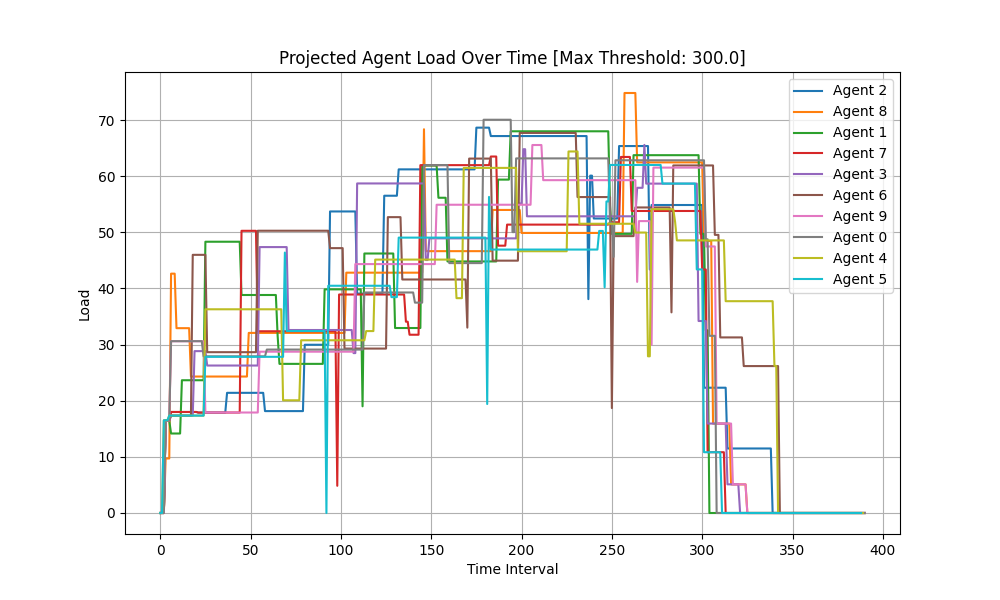 Projected Agent Load Over Time [Max Threshold: 300.0]
Load
70
60
50
40
30
20
10
0
0 50 100 150 200 250 300 350 400
Time Interval
Agent 2
Agent 8
Agent 1
Agent 7
Agent 3
Agent 6
Agent 9
Agent 0
Agent 4
Agent 5